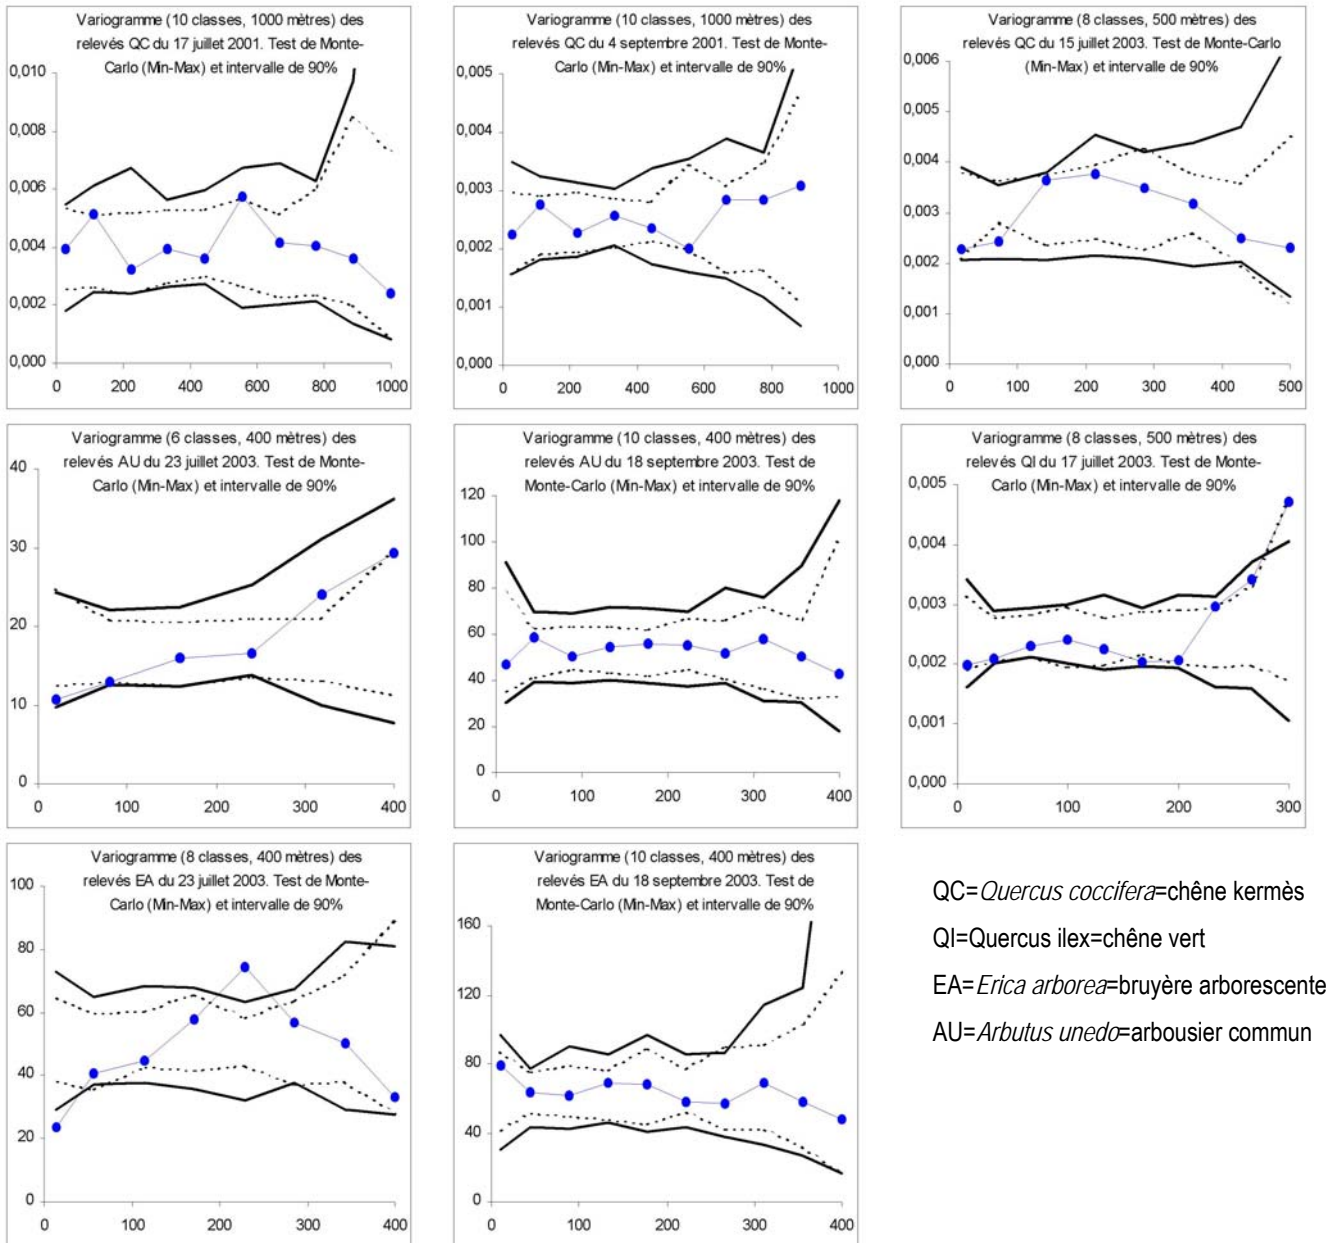 Variogramme (10 classes, 1000 mètres) des
relevés QC du 17 juillet 2001. Test de Monte-
Carlo (Min-Max) et intervalle de 90%
0,010
0,008
0,006
0,004
0,002
0,000
0 200 400 600 800 1000
Variogramme (10 classes, 1000 mètres) des
relevés QC du 4 septembre 2001. Test de Monte-
Carlo (Min-Max) et intervalle de 90%
0,005
0,004
0,003
0,002
0,001
0,000
0 200 400 600 800 1000
Variogramme (8 classes, 500 mètres) des
relevés QC du 15 juillet 2003. Test de Monte-Carlo
(Min-Max) et intervalle de 90%
0,006
0,005
0,004
0,003
0,002
0,001
0,000
0 100 200 300 400 500
Variogramme (6 classes, 400 mètres) des
relevés AU du 23 juillet 2003. Test de Monte-
Carlo (Min-Max) et intervalle de 90%
40
30
20
10
0
0 100 200 300 400
Variogramme (10 classes, 400 mètres) des
relevés AU du 18 septembre 2003. Test de
Monte-Carlo (Min-Max) et intervalle de 90%
120
100
80
60
40
20
0
0 100 200 300 400
Variogramme (8 classes, 500 mètres) des
relevés QI du 17 juillet 2003. Test de Monte-
Carlo (Min-Max) et intervalle de 90%
0,005
0,004
0,003
0,002
0,001
0,000
0 100 200 300
Variogramme (8 classes, 400 mètres) des
relevés EA du 23 juillet 2003. Test de Monte-
Carlo (Min-Max) et intervalle de 90%
100
80
60
40
20
0
0 100 200 300 400
Variogramme (10 classes, 400 mètres) des
relevés EA du 18 septembre 2003. Test de
Monte-Carlo (Min-Max) et intervalle de 90%
160
120
80
40
0
0 100 200 300 400
QC=Quercus coccifera=chêne kermès
QI=Quercus ilex=chêne vert
EA=Erica arborea=bruyère arborescente
AU=Arbutus unedo=arbousier commun